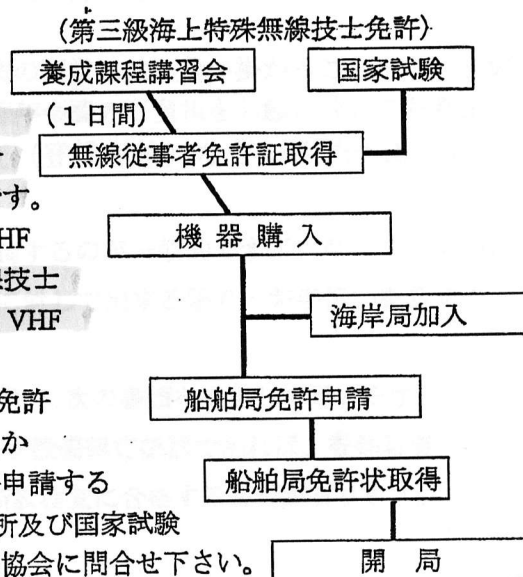 (第三級海上特殊無線技士免許)
養成課程講習会
国家試験
(1日間)
無線従事者免許証取得
です。
機器購入
HF
技士
VHF
海岸局加入
船舶局免許申請
免許
か
申請する
船舶局免許状取得
所及び国家試験
協会に問合せ下さい。
開局